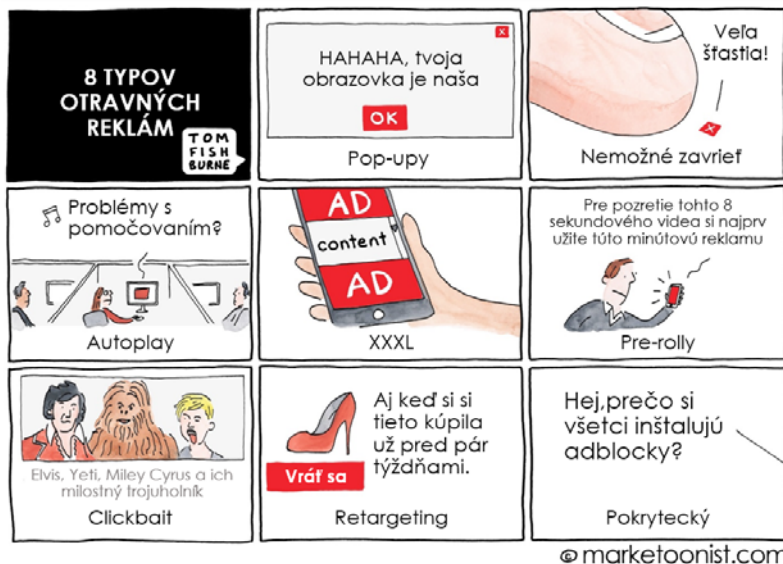 8 TYPOV
OTRAVNÝCH
REKLÁM
TOM
FISH
BURNE
HAHAHA, tvoja
obrazovka je naša
OK
Pop-upy
Veľa
šťastia!
Nemožné zavrieť
Problémy s
pomočovaním?
Autoplay
AD
content
AD
XXXL
Pre pozretie tohto 8
sekundového videa si najprv
užite túto minútovú reklamu
Pre-rolly
Elvis, Yeti, Miley Cyrus a ich
milostný trojuholník
Clickbait
Aj keď si si
tieto kúpila
už pred pár
týždňami.
Vráť sa
Retargeting
Hej,prečo si
všetci inštalujú
adblocky?
Pokrytecký
© marketoonist.com